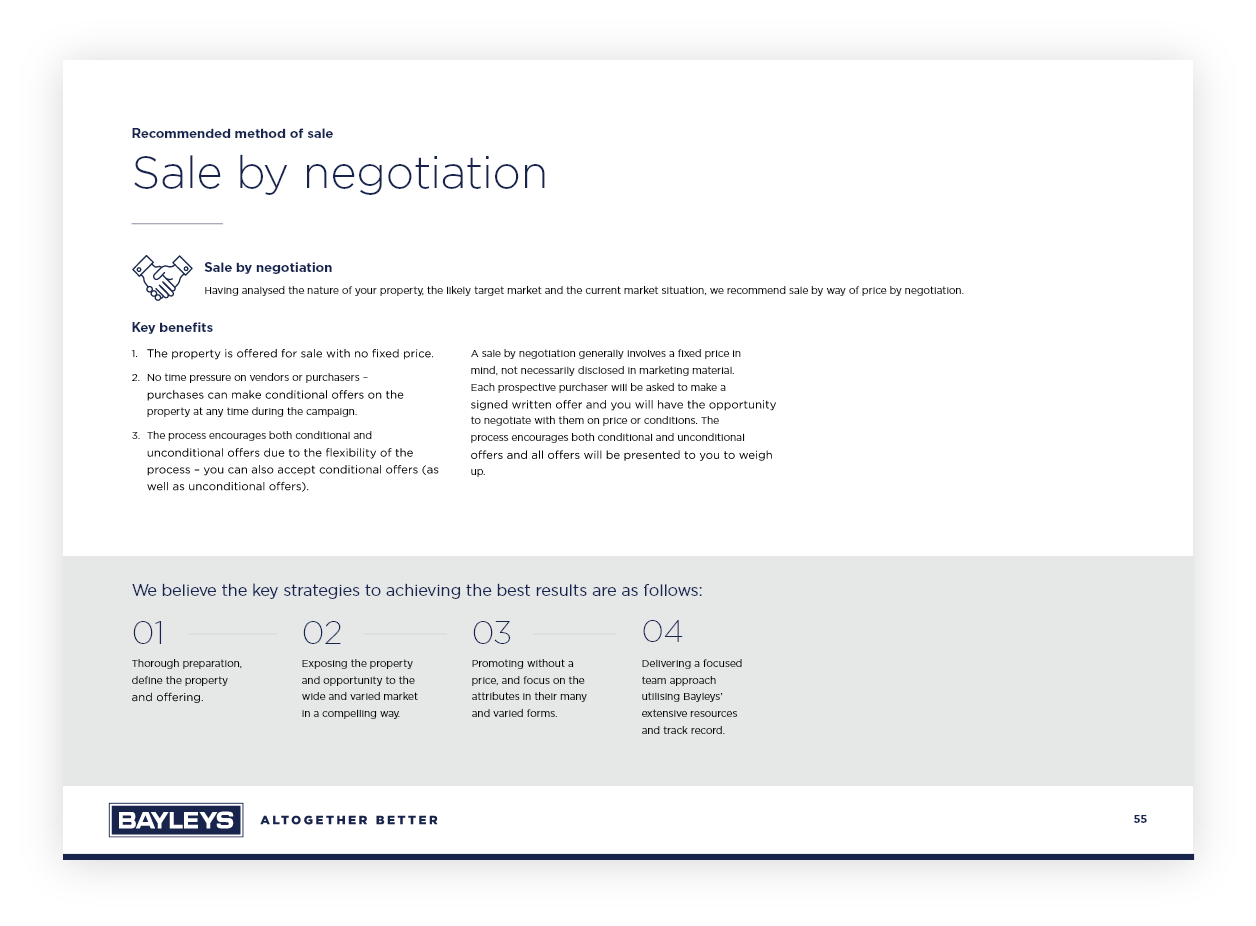 Recommended method of sale
Sale by negotiation
Sale by negotiation
Having analysed the nature of your property, the likely target market and the current market situation, we recommend sale by way of price by negotiation.
Key benefits
1. The property is offered for sale with no fixed price.
2. No time pressure on vendors or purchasers –
purchases can make conditional offers on the
property at any time during the campaign.
3. The process encourages both conditional and
unconditional offers due to the flexibility of the
process – you can also accept conditional offers (as
well as unconditional offers).
A sale by negotiation generally involves a fixed price in
mind, not necessarily disclosed in marketing material.
Each prospective purchaser will be asked to make a
signed written offer and you will have the opportunity
to negotiate with them on price or conditions. The
process encourages both conditional and unconditional
offers and all offers will be presented to you to weigh
up.
We believe the key strategies to achieving the best results are as follows:
01
Thorough preparation,
define the property
and offering.
02
Exposing the property
and opportunity to the
wide and varied market
in a compelling way.
03
Promoting without a
price, and focus on the
attributes in their many
and varied forms.
04
Delivering a focused
team approach
utilising Bayleys'
extensive resources
and track record.
BAYLEYS
ALTOGETHER BETTER
55